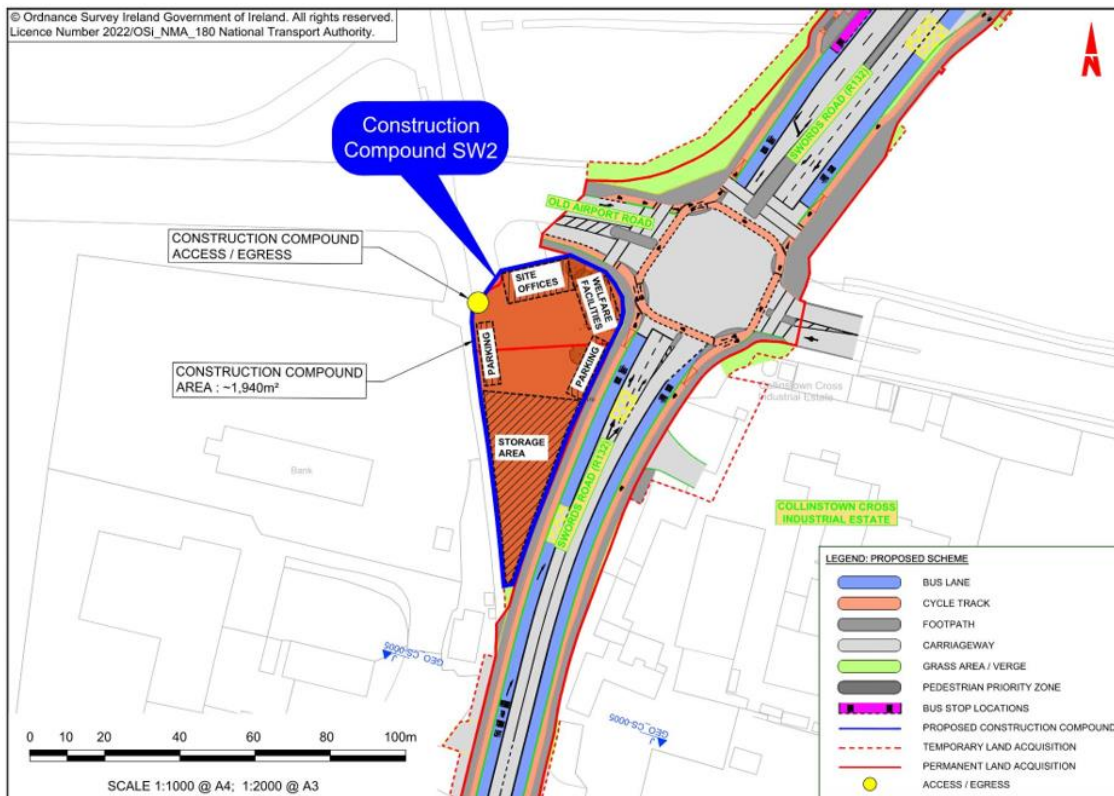 © Ordnance Survey Ireland Government of Ireland. All rights reserved.
Licence Number 2022/OSi_NMA_180 National Transport Authority.
N
Construction
Compound SW2
SWORDS ROAD (R132)
OLD AIRPORT ROAD
CONSTRUCTION COMPOUND
ACCESS / EGRESS
SITE
OFFICES
WELFARE
FACILITIES
PARKING
PARKING
CONSTRUCTION COMPOUND
AREA : ~1,940m²
STORAGE
AREA
Collinstown Cross
Industrial Estate
Bank
SWORDS ROAD (R132)
COLLINSTOWN CROSS
INDUSTRIAL ESTATE
GEO_CS-0005
GEO_CS-0005
0 10 20 40 60 80 100m
SCALE 1:1000 @ A4; 1:2000 @ A3
LEGEND: PROPOSED SCHEME
BUS LANE
CYCLE TRACK
FOOTPATH
CARRIAGEWAY
GRASS AREA / VERGE
PEDESTRIAN PRIORITY ZONE
BUS STOP LOCATIONS
PROPOSED CONSTRUCTION COMPOUND
TEMPORARY LAND ACQUISITION
PERMANENT LAND ACQUISITION
ACCESS / EGRESS